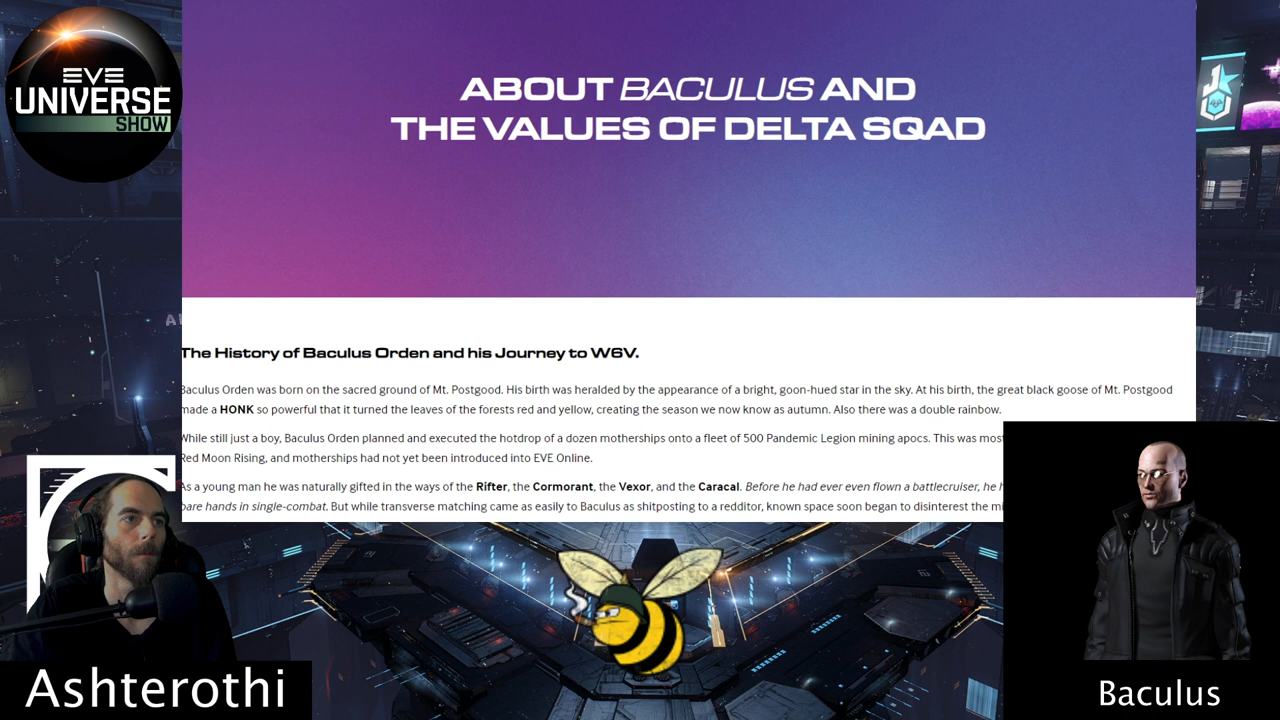 EVE
UNIVERSE
SHOW
ABOUT BACULUS AND
THE VALUES OF DELTA SQAD
The History of Baculus Orden and his Journey to W6V.
Baculus Orden was born on the sacred ground of Mt. Postgood. His birth was heralded by the appearance of a bright, goon-hued star in the sky. At his birth, the great black goose of Mt. Postgood
made a HONK so powerful that it turned the leaves of the forests red and yellow, creating the season we now know as autumn. Also there was a double rainbow.
While still just a boy, Baculus Orden planned and executed the hotdrop of a dozen motherships onto a fleet of 500 Pandemic Legion mining apocs. This was most
Red Moon Rising, and motherships had not yet been introduced into EVE Online.
As a young man he was naturally gifted in the ways of the Rifter, the Cormorant, the Vexor, and the Caracal. Before he had ever even flown a battlecruiser, he h
bare hands in single-combat. But while transverse matching came as easily to Baculus as shitposting to a redditor, known space soon began to disinterest the mi
Ashterothi
Baculus